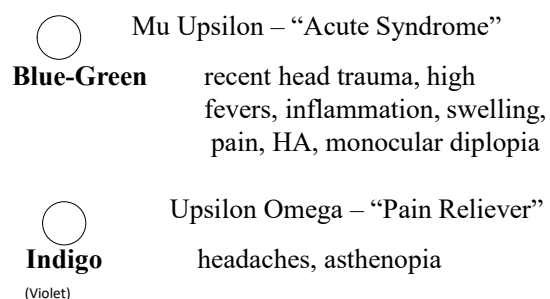 Mu Upsilon – “Acute Syndrome”
Blue-Green recent head trauma, high
fevers, inflammation, swelling,
pain, HA, monocular diplopia
Upsilon Omega – “Pain Reliever”
Indigo headaches, asthenopia
(Violet)